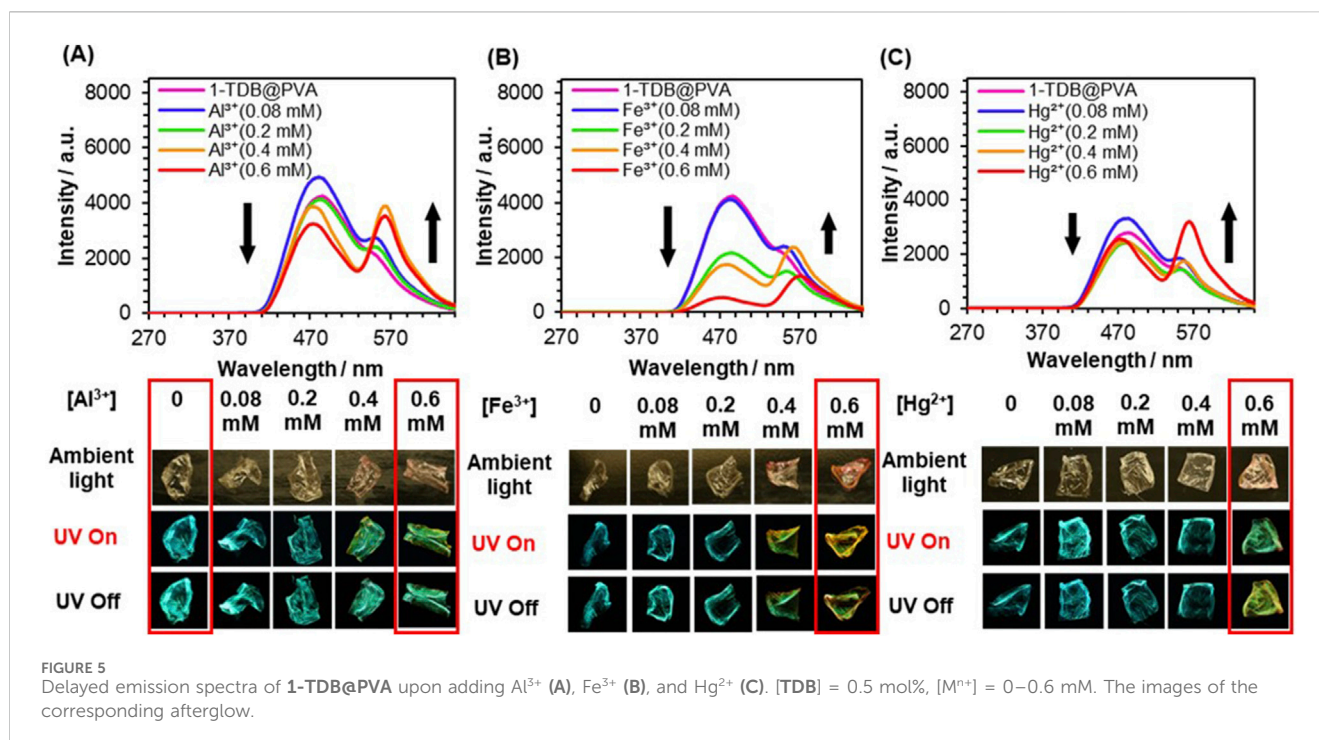 (A)
8000
6000
4000
2000
0
Intensity / a.u.
1-TDB@PVA
Al³⁺(0.08 mM)
Al³⁺(0.2 mM)
Al³⁺(0.4 mM)
Al³⁺(0.6 mM)
270 370 470 570
Wavelength / nm
(B)
8000
6000
4000
2000
0
Intensity / a.u.
1-TDB@PVA
Fe³⁺(0.08 mM)
Fe³⁺(0.2 mM)
Fe³⁺(0.4 mM)
Fe³⁺(0.6 mM)
270 370 470 570
Wavelength / nm
(C)
8000
6000
4000
2000
0
Intensity / a.u.
1-TDB@PVA
Hg²⁺(0.08 mM)
Hg²⁺(0.2 mM)
Hg²⁺(0.4 mM)
Hg²⁺(0.6 mM)
270 370 470 570
Wavelength / nm
[Al³⁺] 0 0.08 mM 0.2 mM 0.4 mM 0.6 mM
Ambient light
UV On
UV Off
[Fe³⁺] 0 0.08 mM 0.2 mM 0.4 mM 0.6 mM
Ambient light
UV On
UV Off
[Hg²⁺] 0 0.08 mM 0.2 mM 0.4 mM 0.6 mM
Ambient light
UV On
UV Off
FIGURE 5
Delayed emission spectra of 1-TDB@PVA upon adding Al³⁺ (A), Fe³⁺ (B), and Hg²⁺ (C). [TDB] = 0.5 mol%, [Mⁿ⁺] = 0–0.6 mM. The images of the
corresponding afterglow.